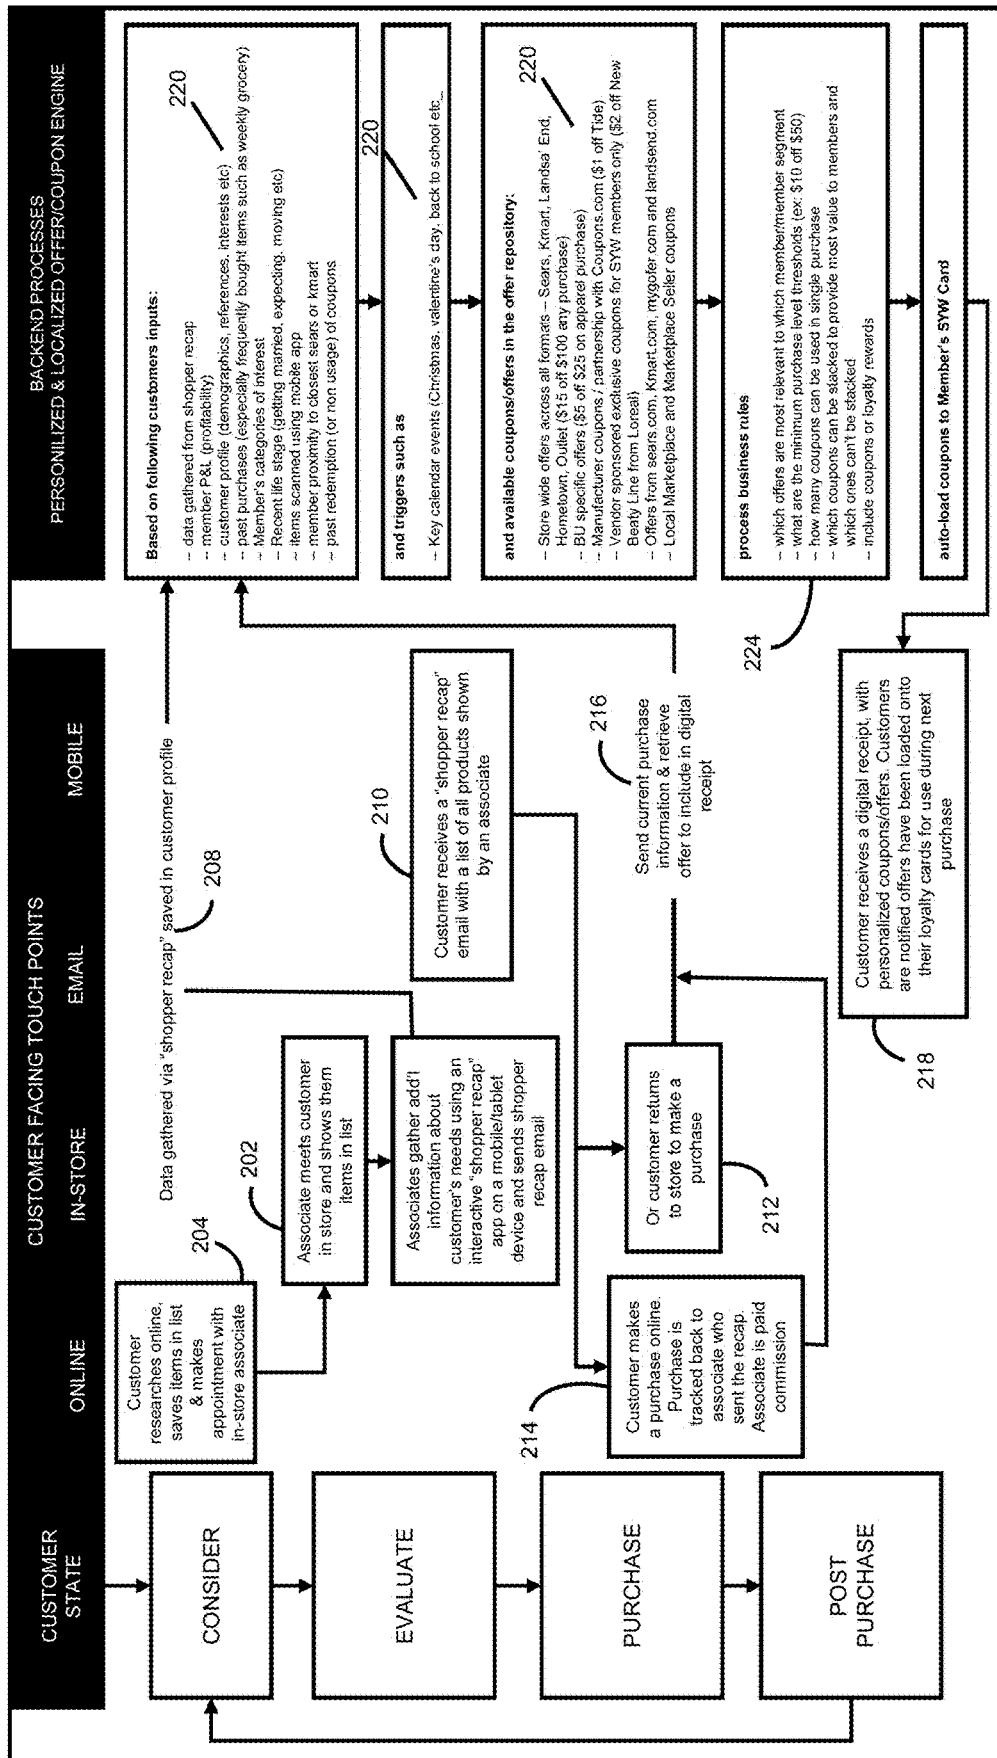 CUSTOMER
STATE
CUSTOMER FACING TOUCH POINTS
ONLINE
IN-STORE
EMAIL
MOBILE
BACKEND PROCESSES
PERSONILIZED & LOCALIZED OFFER/COUPON ENGINE
CONSIDER
EVALUATE
PURCHASE
POST
PURCHASE
Customer
researches online,
saves items in list
& makes
appointment with
in-store associate
204
Data gathered via "shopper recap" saved in customer profile
208
202
Associate meets customer
in store and shows them
items in list
Associates gather add'l
information about
customer's needs using an
interactive "shopper recap"
app on a mobile/tablet
device and sends shopper
recap email
210
Customer receives a "shopper recap"
email with a list of all products shown
by an associate
214
Customer makes
a purchase online.
Purchase is
tracked back to
associate who
sent the recap.
Associate is paid
commission
Or customer returns
to store to make a
purchase
212
216
Send current purchase
information & retrieve
offer to include in digital
receipt
218
Customer receives a digital receipt, with
personalized coupons/offers. Customers
are notified offers have been loaded onto
their loyalty cards for use during next
purchase
Based on following customers inputs:
-- data gathered from shopper recap
-- member P&L (profitability)
-- customer profile (demographics, references, interests etc)
-- past purchases (especially frequently bought items such as weekly grocery)
-- Member's categories of interest
-- Recent life stage (getting married, expecting, moving etc)
-- items scanned using mobile app
-- member proximity to closest sears or kmart
-- past redemption (or non usage) of coupons
220
and triggers such as
-- Key calendar events (Christmas, valentine's day, back to school etc_
220
and available coupons/offers in the offer repository:
-- Store wide offers across all formats -- Sears, Kmart, Landsa' End,
Hometown, Outlet ($15 off $100 any purchase)
-- BU specific offers ($5 off $25 on apparel purchase)
-- Manufacturer coupons / partnership with Coupons.com ($1 off Tide)
-- Vendor sponsored exclusive coupons for SYW members only ($2 off New
Beaty Line from Loreal)
-- Offers from sears.com, Kmart.com, mygofer.com and landsend.com
-- Local Marketplace and Marketplace Seller coupons
220
process business rules
-- which offers are most relevant to which member/member segment
-- what are the minimum purchase level thresholds (ex: $10 off $50)
-- how many coupons can be used in single purchase
-- which coupons can be stacked to provide most value to members and
which ones can't be stacked
-- include coupons or loyalty rewards
224
auto-load coupons to Member's SYW Card